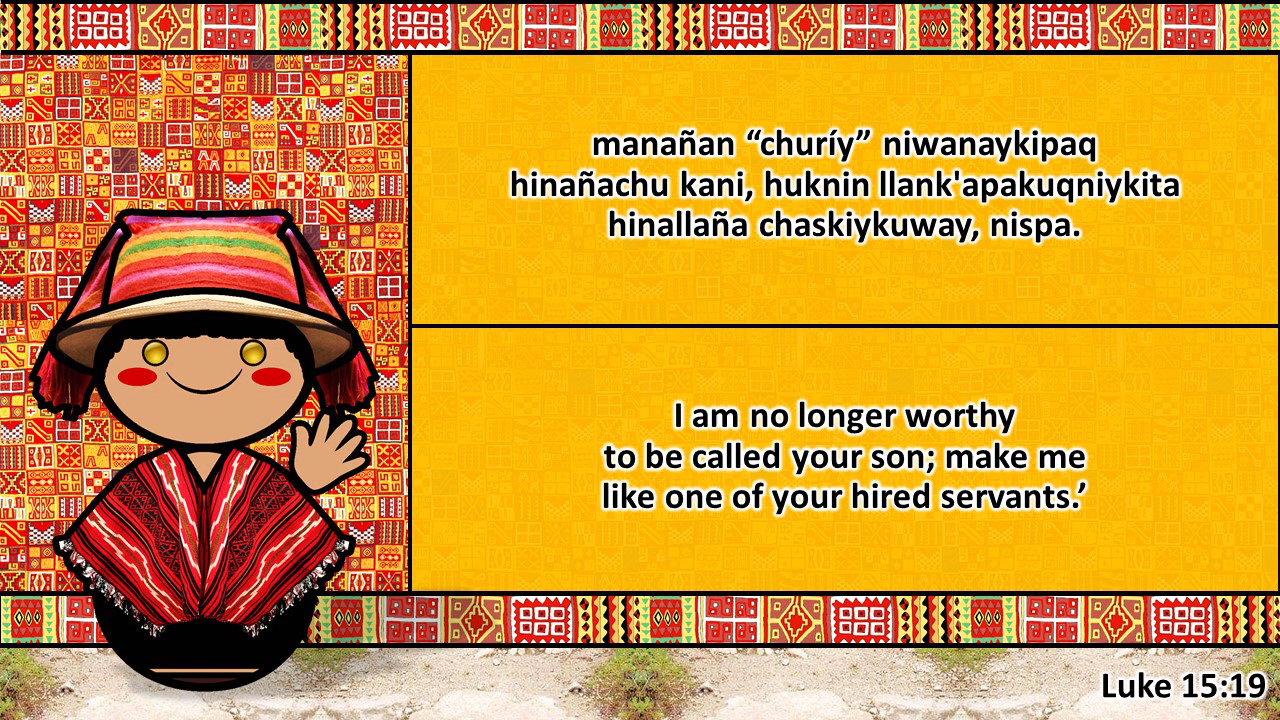 manañan “churíy” niwanaykipaq
hinañachu kani, huknin llank'apakuqniykita
hinallaña chaskiykuway, nispa.
I am no longer worthy
to be called your son; make me
like one of your hired servants.’
Luke 15:19